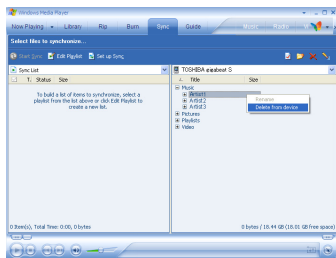 Windows Media Player
Now Playing Library Rip Burn Sync Guide Music Radio
Select files to synchronize...
Start Sync Edit Playlist Set up Sync
Sync List
TOSHIBA gigabeat S
T. Status Size
Title Size
To build a list of items to synchronize, select a
playlist from the list above or click Edit Playlist to
create a new list.
Music
Artist1
Artist2
Artist3
Pictures
Playlists
Video
Rename
Delete from device
0 Item(s), Total Time: 0:00, 0 bytes
0 bytes / 18.44 GB (18.01 GB free space)